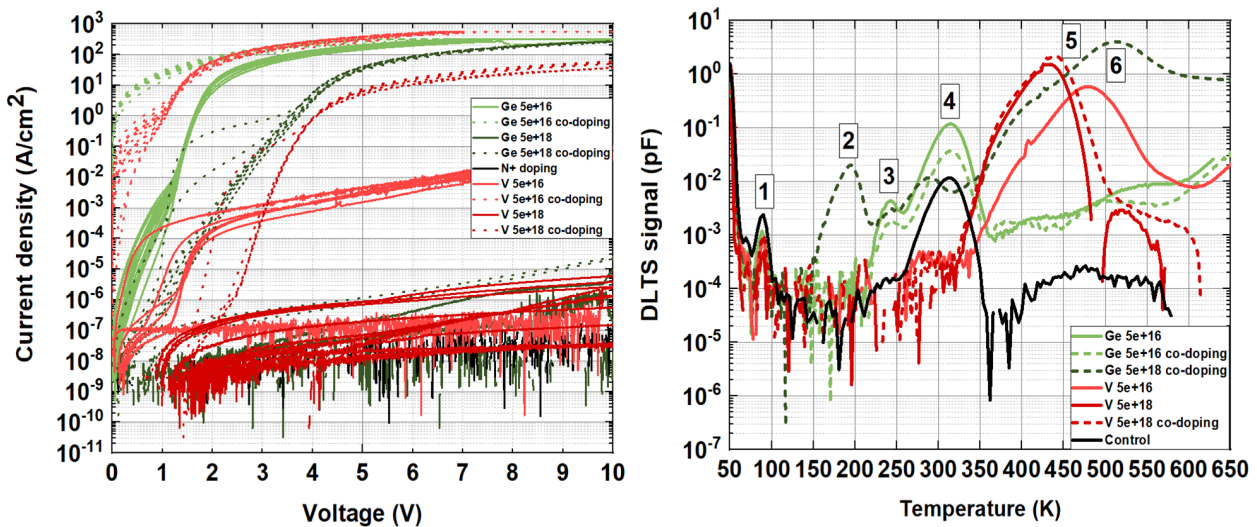 Current density (A/cm²)
10³
10²
10¹
10⁰
10⁻¹
10⁻²
10⁻³
10⁻⁴
10⁻⁵
10⁻⁶
10⁻⁷
10⁻⁸
10⁻⁹
10⁻¹⁰
10⁻¹¹
Ge 5e+16
Ge 5e+16 co-doping
Ge 5e+18
Ge 5e+18 co-doping
N+ doping
V 5e+16
V 5e+16 co-doping
V 5e+18
V 5e+18 co-doping
0 1 2 3 4 5 6 7 8 9 10
Voltage (V)
DLTS signal (pF)
10¹
10⁰
10⁻¹
10⁻²
10⁻³
10⁻⁴
10⁻⁵
10⁻⁶
10⁻⁷
1
2
3
4
5
6
Ge 5e+16
Ge 5e+16 co-doping
Ge 5e+18 co-doping
V 5e+16
V 5e+18
V 5e+18 co-doping
Control
50 100 150 200 250 300 350 400 450 500 550 600 650
Temperature (K)